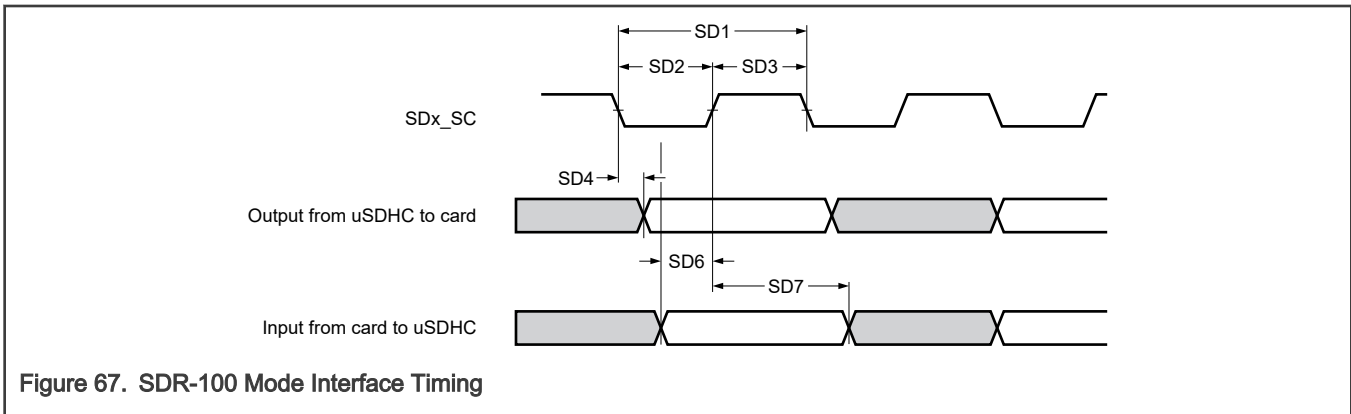 SD1
SD2 SD3
SDx_SC
SD4
Output from uSDHC to card
SD6
SD7
Input from card to uSDHC
Figure 67. SDR-100 Mode Interface Timing